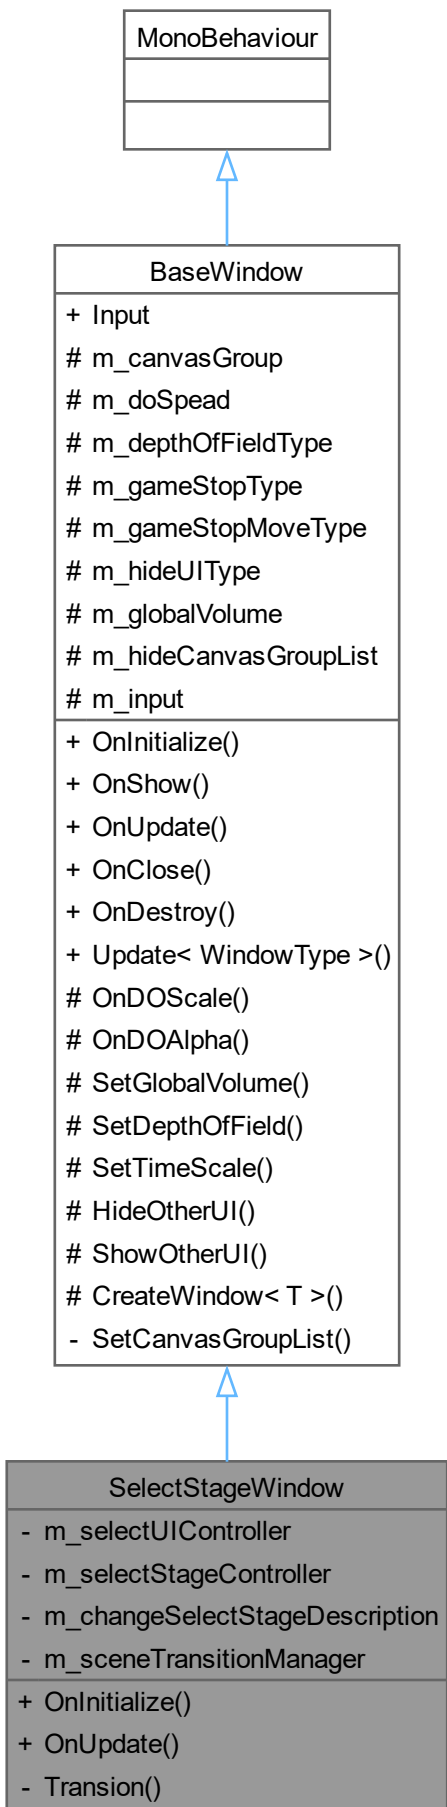 MonoBehaviour
BaseWindow
+ Input
# m_canvasGroup
# m_doSpead
# m_depthOfFieldType
# m_gameStopType
# m_gameStopMoveType
# m_hideUIType
# m_globalVolume
# m_hideCanvasGroupList
# m_input
+ OnInitialize()
+ OnShow()
+ OnUpdate()
+ OnClose()
+ OnDestroy()
+ Update< WindowType >()
# OnDOScale()
# OnDOAlpha()
# SetGlobalVolume()
# SetDepthOfField()
# SetTimeScale()
# HideOtherUI()
# ShowOtherUI()
# CreateWindow< T >()
- SetCanvasGroupList()
SelectStageWindow
- m_selectUIController
- m_selectStageController
- m_changeSelectStageDescription
- m_sceneTransitionManager
+ OnInitialize()
+ OnUpdate()
- Transion()